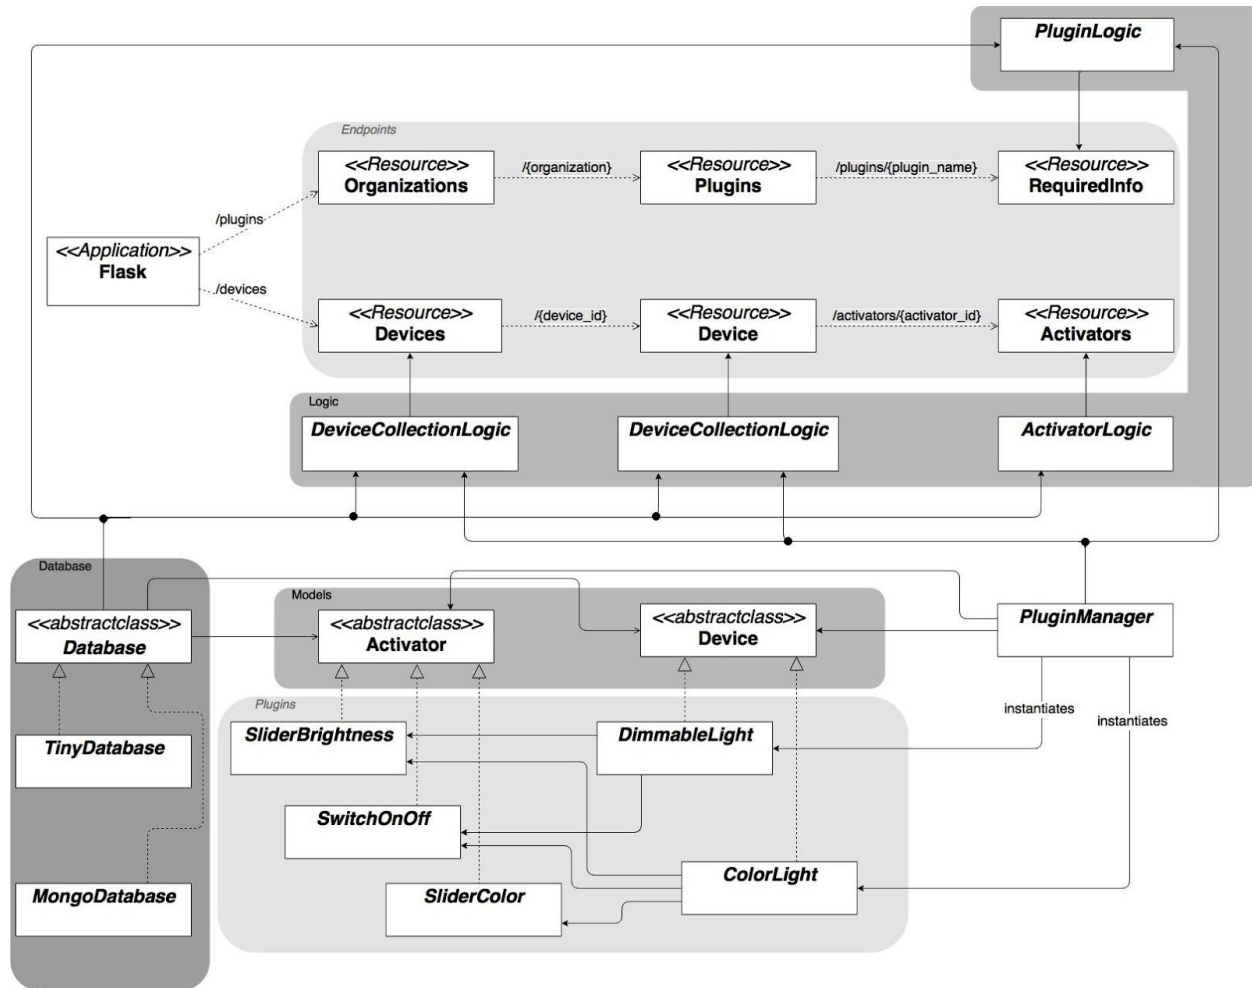 PluginLogic
Endpoints
<<Resource>>
Organizations
/{organization}
<<Resource>>
Plugins
/plugins/{plugin_name}
<<Resource>>
RequiredInfo
/plugins
<<Application>>
Flask
/devices
<<Resource>>
Devices
/{device_id}
<<Resource>>
Device
/activators/{activator_id}
<<Resource>>
Activators
Logic
DeviceCollectionLogic
DeviceCollectionLogic
ActivatorLogic
Database
<<abstractclass>>
Database
Models
<<abstractclass>>
Activator
<<abstractclass>>
Device
PluginManager
instantiates
instantiates
Plugins
SliderBrightness
DimmableLight
TinyDatabase
SwitchOnOff
ColorLight
MongoDatabase
SliderColor